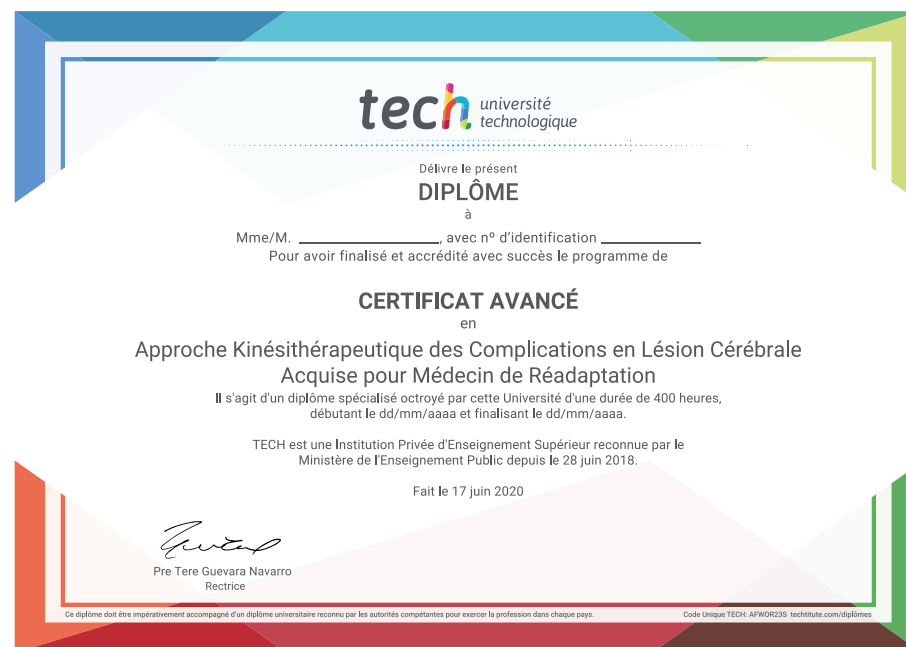 tech université
technologique
Délivre le présent
DIPLÔME
à
Mme/M. ____________________, avec nº d'identification ______________
Pour avoir finalisé et accrédité avec succès le programme de
CERTIFICAT AVANCÉ
en
Approche Kinésithérapeutique des Complications en Lésion Cérébrale
Acquise pour Médecin de Réadaptation
Il s'agit d'un diplôme spécialisé octroyé par cette Université d'une durée de 400 heures,
débutant le dd/mm/aaaa et finalisant le dd/mm/aaaa.
TECH est une Institution Privée d'Enseignement Supérieur reconnue par le
Ministère de l'Enseignement Public depuis le 28 juin 2018.
Fait le 17 juin 2020
Pre Tere Guevara Navarro
Rectrice
Ce diplôme doit être impérativement accompagné d'un diplôme universitaire reconnu par les autorités compétantes pour exercer la profession dans chaque pays.
Code Unique TECH: AFWOR23S techtitute.com/diplômes